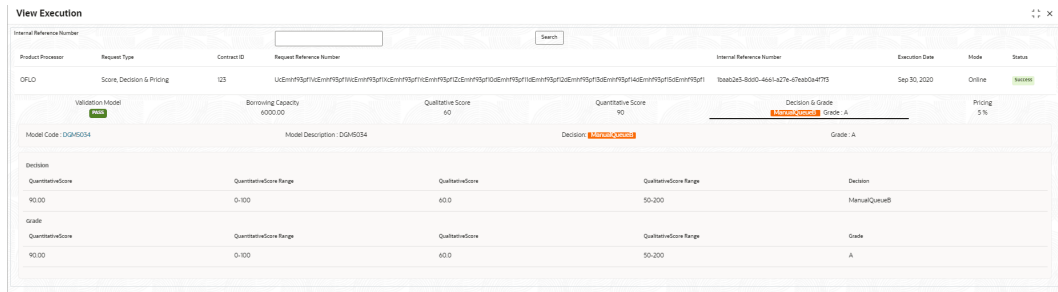 View Execution
Internal Reference Number Search
Product Processor Request Type Contract ID Request Reference Number Internal Reference Number Execution Date Mode Status
OFLO Score, Decision & Pricing 123 Sep 30, 2020 Online Success
Validation Model Borrowing Capacity Qualitative Score Quantitative Score Decision & Grade Pricing
PASS 6000.00 60 90 ManualQueueB Grade : A 5 %
Model Code : DGMS034 Model Description : DGMS034 Decision: ManualQueueB Grade : A
Decision
QuantitativeScore QuantitativeScore Range QualitativeScore QualitativeScore Range Decision
90.00 0-100 60.0 50-200 ManualQueueB
Grade
QuantitativeScore QuantitativeScore Range QualitativeScore QualitativeScore Range Grade
90.00 0-100 60.0 50-200 A